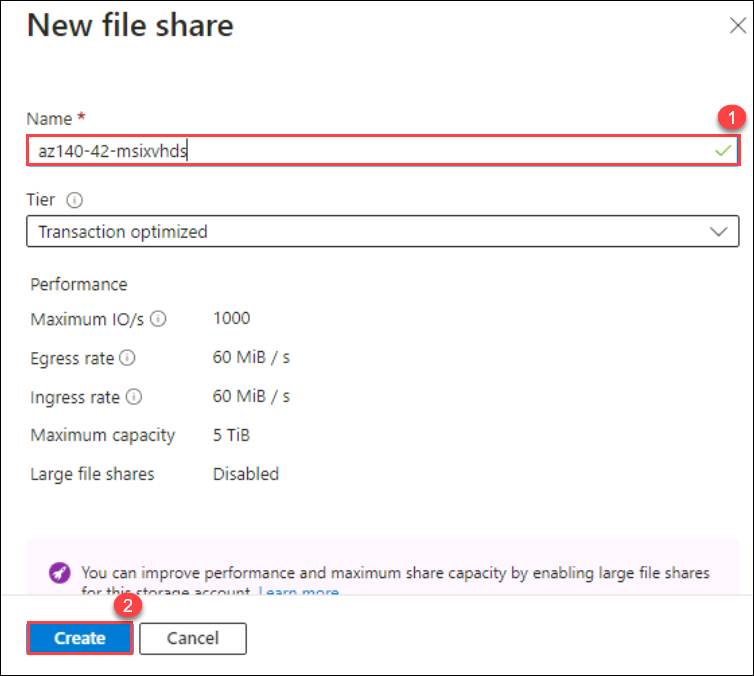 New file share
1
Name *
az140-42-msixvhds
Tier
Transaction optimized
Performance
Maximum IO/s 1000
Egress rate 60 MiB / s
Ingress rate 60 MiB / s
Maximum capacity 5 TiB
Large file shares Disabled
You can improve performance and maximum share capacity by enabling large file shares
for this storage account. Learn more
2
Create Cancel